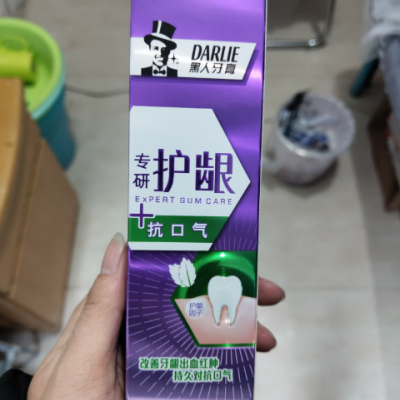 DARLIE
黑人牙膏
专研
护龈
EXPERT GUM CARE
+
抗口气
护龈
因子
改善牙龈出血红肿
持久对抗口气